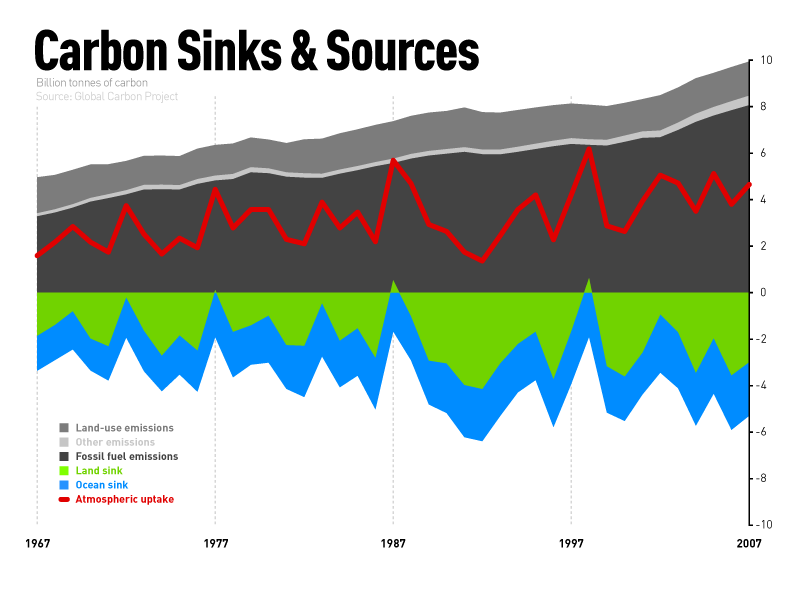 Carbon Sinks & Sources
Billion tonnes of carbon
Source: Global Carbon Project
10
8
6
4
2
0
-2
-4
-6
-8
-10
Land-use emissions
Other emissions
Fossil fuel emissions
Land sink
Ocean sink
Atmospheric uptake
1967 1977 1987 1997 2007